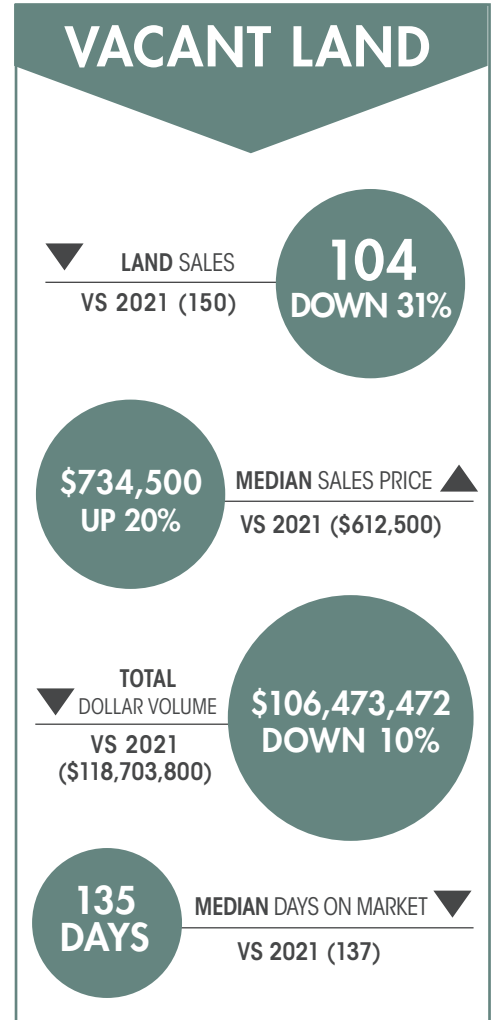 VACANT LAND
LAND SALES
VS 2021 (150)
104
DOWN 31%
$734,500
UP 20%
MEDIAN SALES PRICE
VS 2021 ($612,500)
TOTAL
DOLLAR VOLUME
VS 2021
($118,703,800)
$106,473,472
DOWN 10%
135
DAYS
MEDIAN DAYS ON MARKET
VS 2021 (137)